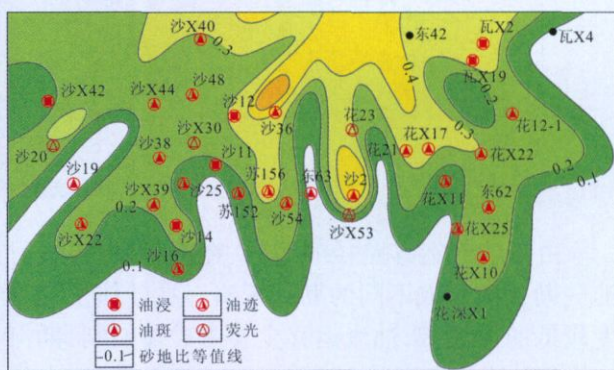 沙X40
0.3
东42
瓦X2
瓦X4
瓦X19
0.4
0.2
沙X42
沙X44
沙48
沙12
沙36
花23
花12-1
沙20
沙X30
花21
花X17
0.3
沙38
沙11
花X22
沙19
苏156
东63
沙2
花X11
0.2
0.1
沙25
苏152
沙54
东62
沙X39
0.2
沙X53
花X25
沙X22
沙14
沙16
0.1
花X10
花深X1
油浸 油迹
油斑 荧光
0.1 砂地比等值线